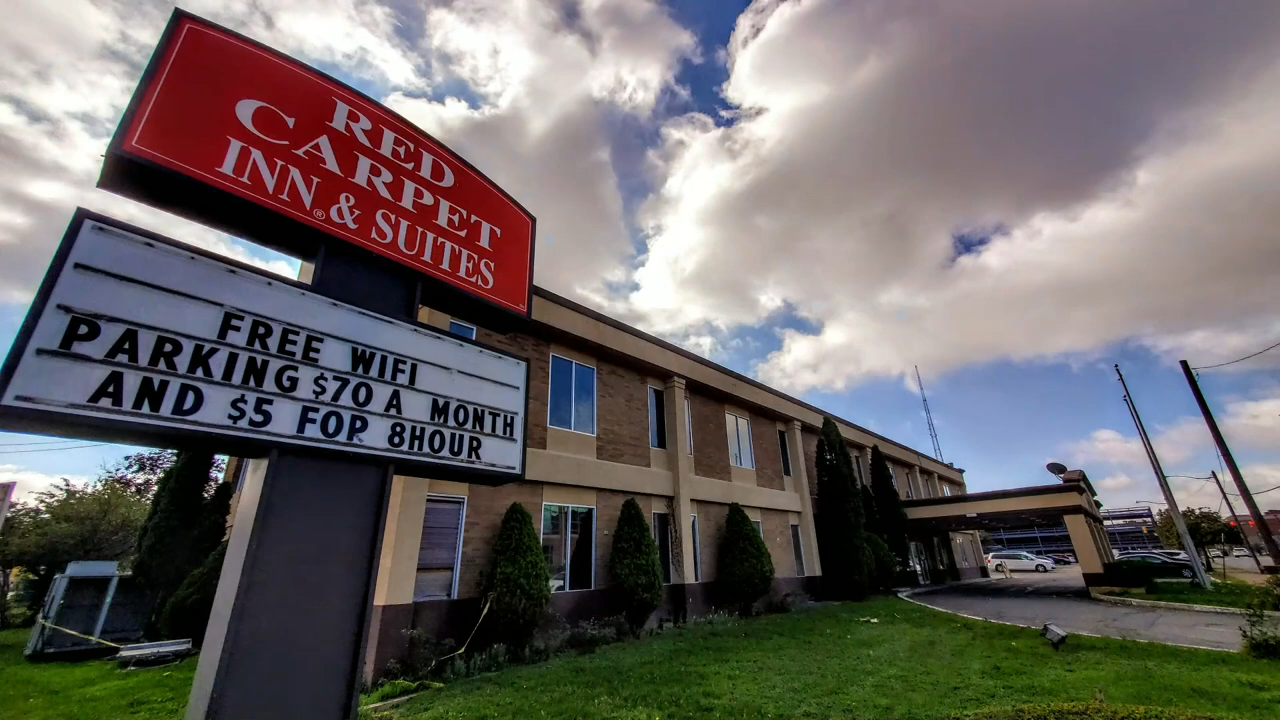 RED
CARPET
INN® & SUITES
FREE WIFI
PARKING $70 A MONTH
AND $5 FOP 8HOUR